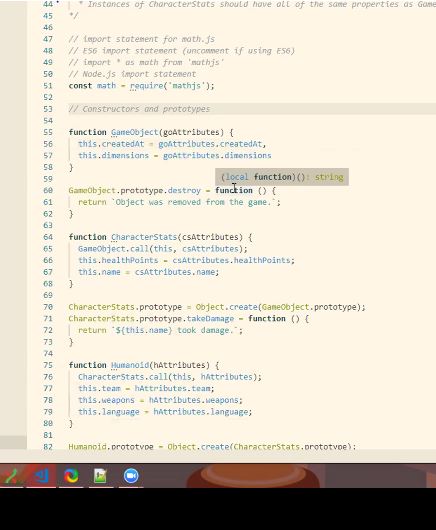 44 * Instances of CharacterStats should have all of the same properties as Game
45 */
46
47 // import statement for math.js
48 // ES6 import statement (uncomment if using ES6)
49 // import * as math from 'mathjs'
50 // Node.js import statement
51 const math = require('mathjs');
52
53 // Constructors and prototypes
54
55 function GameObject(goAttributes) {
56 this.createdAt = goAttributes.createdAt,
57 this.dimensions = goAttributes.dimensions
58 }
(local function)(): string
59
60 GameObject.prototype.destroy = function () {
61 return `Object was removed from the game.`;
62 }
63
64 function CharacterStats(csAttributes) {
65 GameObject.call(this, csAttributes);
66 this.healthPoints = csAttributes.healthPoints;
67 this.name = csAttributes.name;
68 }
69
70 CharacterStats.prototype = Object.create(GameObject.prototype);
71 CharacterStats.prototype.takeDamage = function () {
72 return `${this.name} took damage.`;
73 }
74
75 function Humanoid(hAttributes) {
76 CharacterStats.call(this, hAttributes);
77 this.team = hAttributes.team;
78 this.weapons = hAttributes.weapons;
79 this.language = hAttributes.language;
80 }
81
82 Humanoid.prototype = Object.create(CharacterStats.prototype);